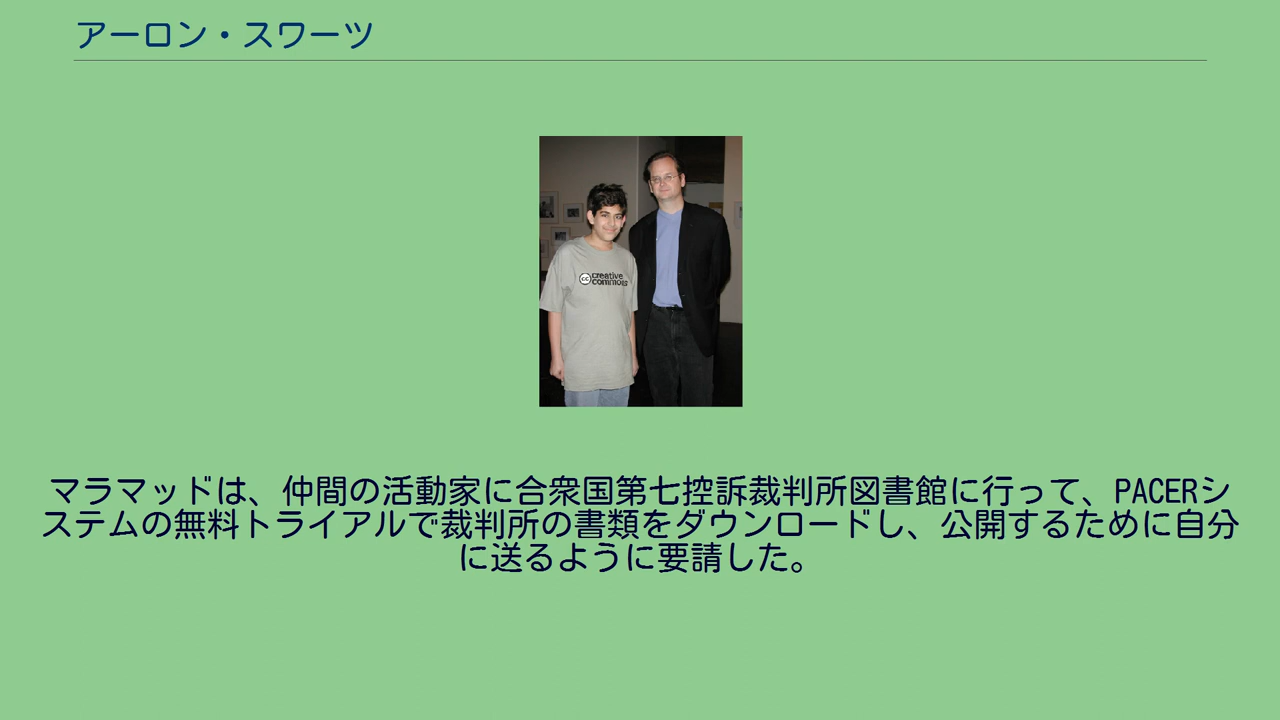 アーロン・スワーツ
cc creative
commons
マラマッドは、仲間の活動家に合衆国第七控訴裁判所図書館に行って、PACERシ
ステムの無料トライアルで裁判所の書類をダウンロードし、公開するために自分
に送るように要請した。